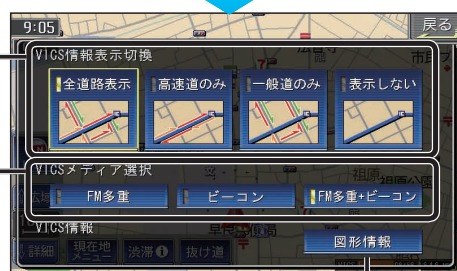 9:05
戻る
VICS情報表示切換
全道路表示 高速道のみ 一般道のみ 表示しない
VICSメディア選択
FM多重 ビーコン FM多重+ビーコン
VICS情報
図形情報
詳細 現在地メニュー 渋滞 抜け道